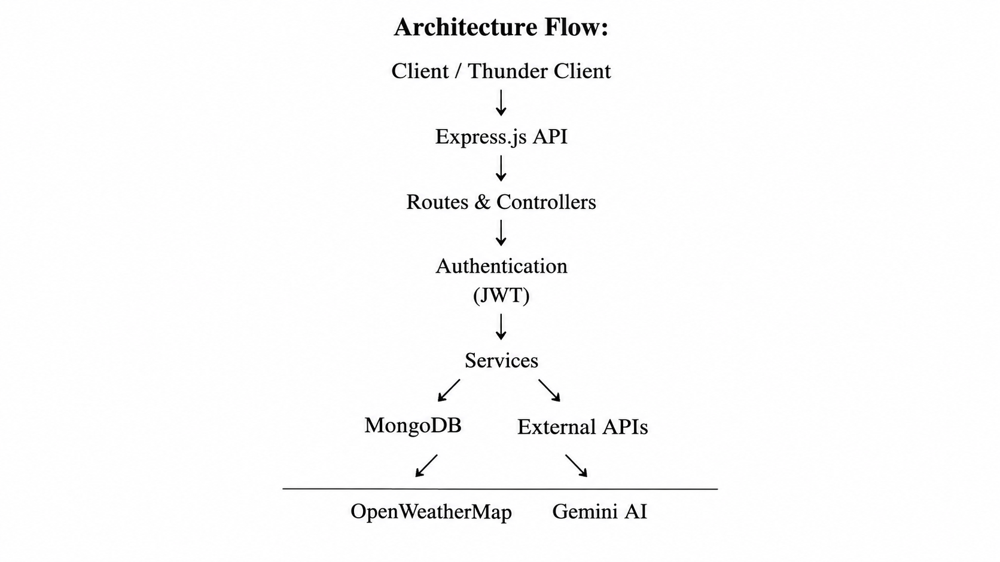 Architecture Flow:
Client / Thunder Client
Express.js API
Routes & Controllers
Authentication
(JWT)
Services
MongoDB External APIs
OpenWeatherMap Gemini AI